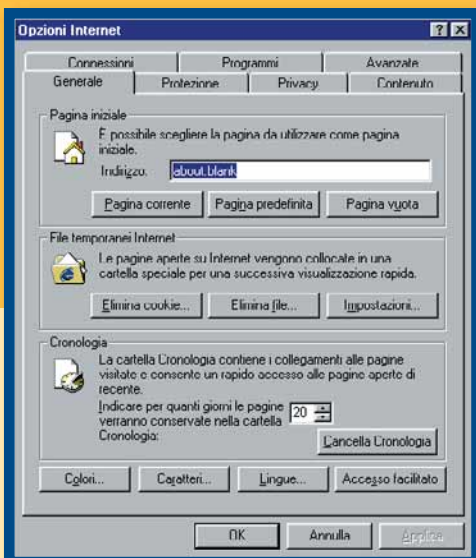 Opzioni Internet
Connessioni Programmi Avanzate
Generale Protezione Privacy Contenuto
Pagina iniziale
È possibile scegliere la pagina da utilizzare come pagina
iniziale.
Indirizzo: about:blank
Pagina corrente Pagina predefinita Pagina vuota
File temporanei Internet
Le pagine aperte su Internet vengono collocate in una
cartella speciale per una successiva visualizzazione rapida.
Elimina cookie... Elimina file... Impostazioni...
Cronologia
La cartella Cronologia contiene i collegamenti alle pagine
visitate e consente un rapido accesso alle pagine aperte di
recente.
Indicare per quanti giorni le pagine 20
verranno conservate nella cartella
Cronologia:
Cancella Cronologia
Colori... Caratteri... Lingue... Accesso facilitato
OK Annulla Applica